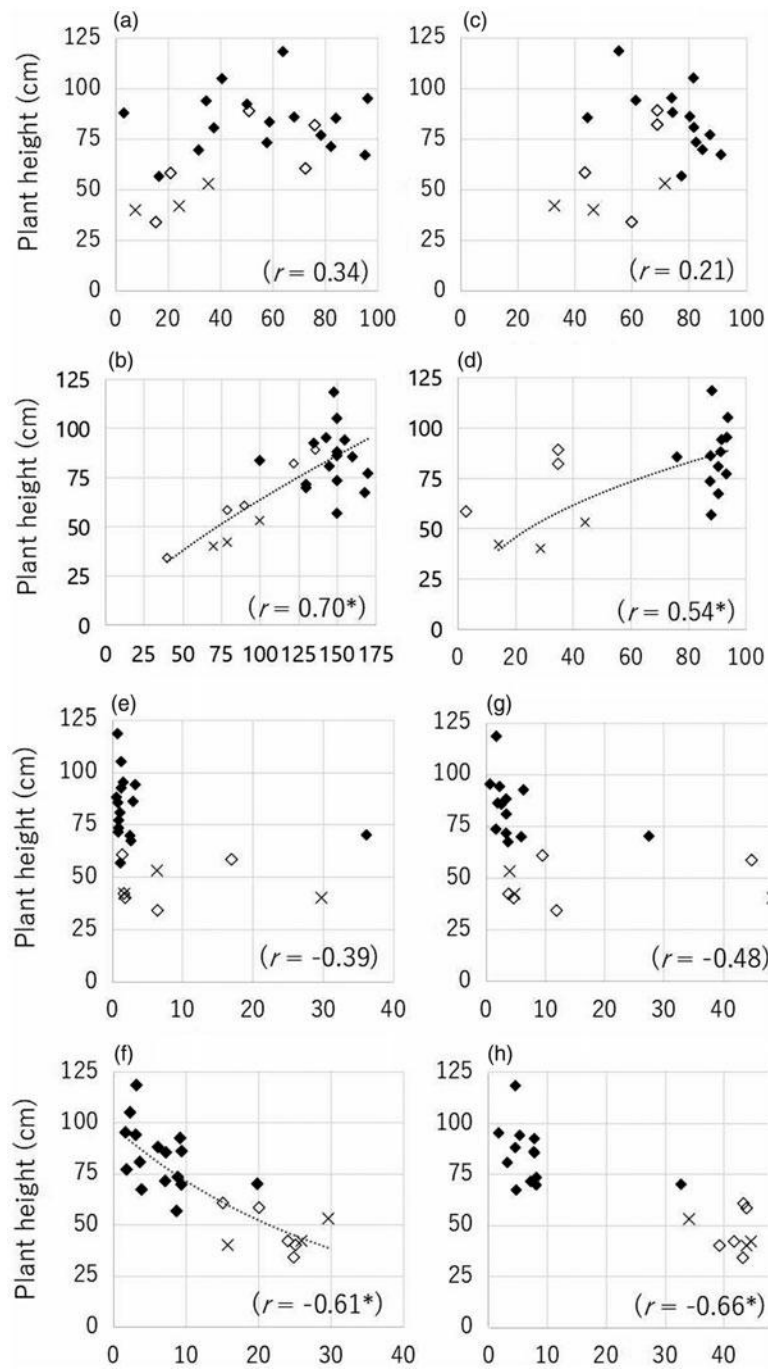 (a)
Plant height (cm)
125
100
75
50
25
0
(r = 0.34)
0 20 40 60 80 100
(c)
125
100
75
50
25
0
(r = 0.21)
0 20 40 60 80 100
(b)
Plant height (cm)
125
100
75
50
25
0
(r = 0.70*)
0 25 50 75 100 125 150 175
(d)
125
100
75
50
25
0
(r = 0.54*)
0 20 40 60 80 100
(e)
Plant height (cm)
125
100
75
50
25
0
(r = -0.39)
0 10 20 30 40
(g)
125
100
75
50
25
0
(r = -0.48)
0 10 20 30 40
(f)
Plant height (cm)
125
100
75
50
25
0
(r = -0.61*)
0 10 20 30 40
(h)
125
100
75
50
25
0
(r = -0.66*)
0 10 20 30 40